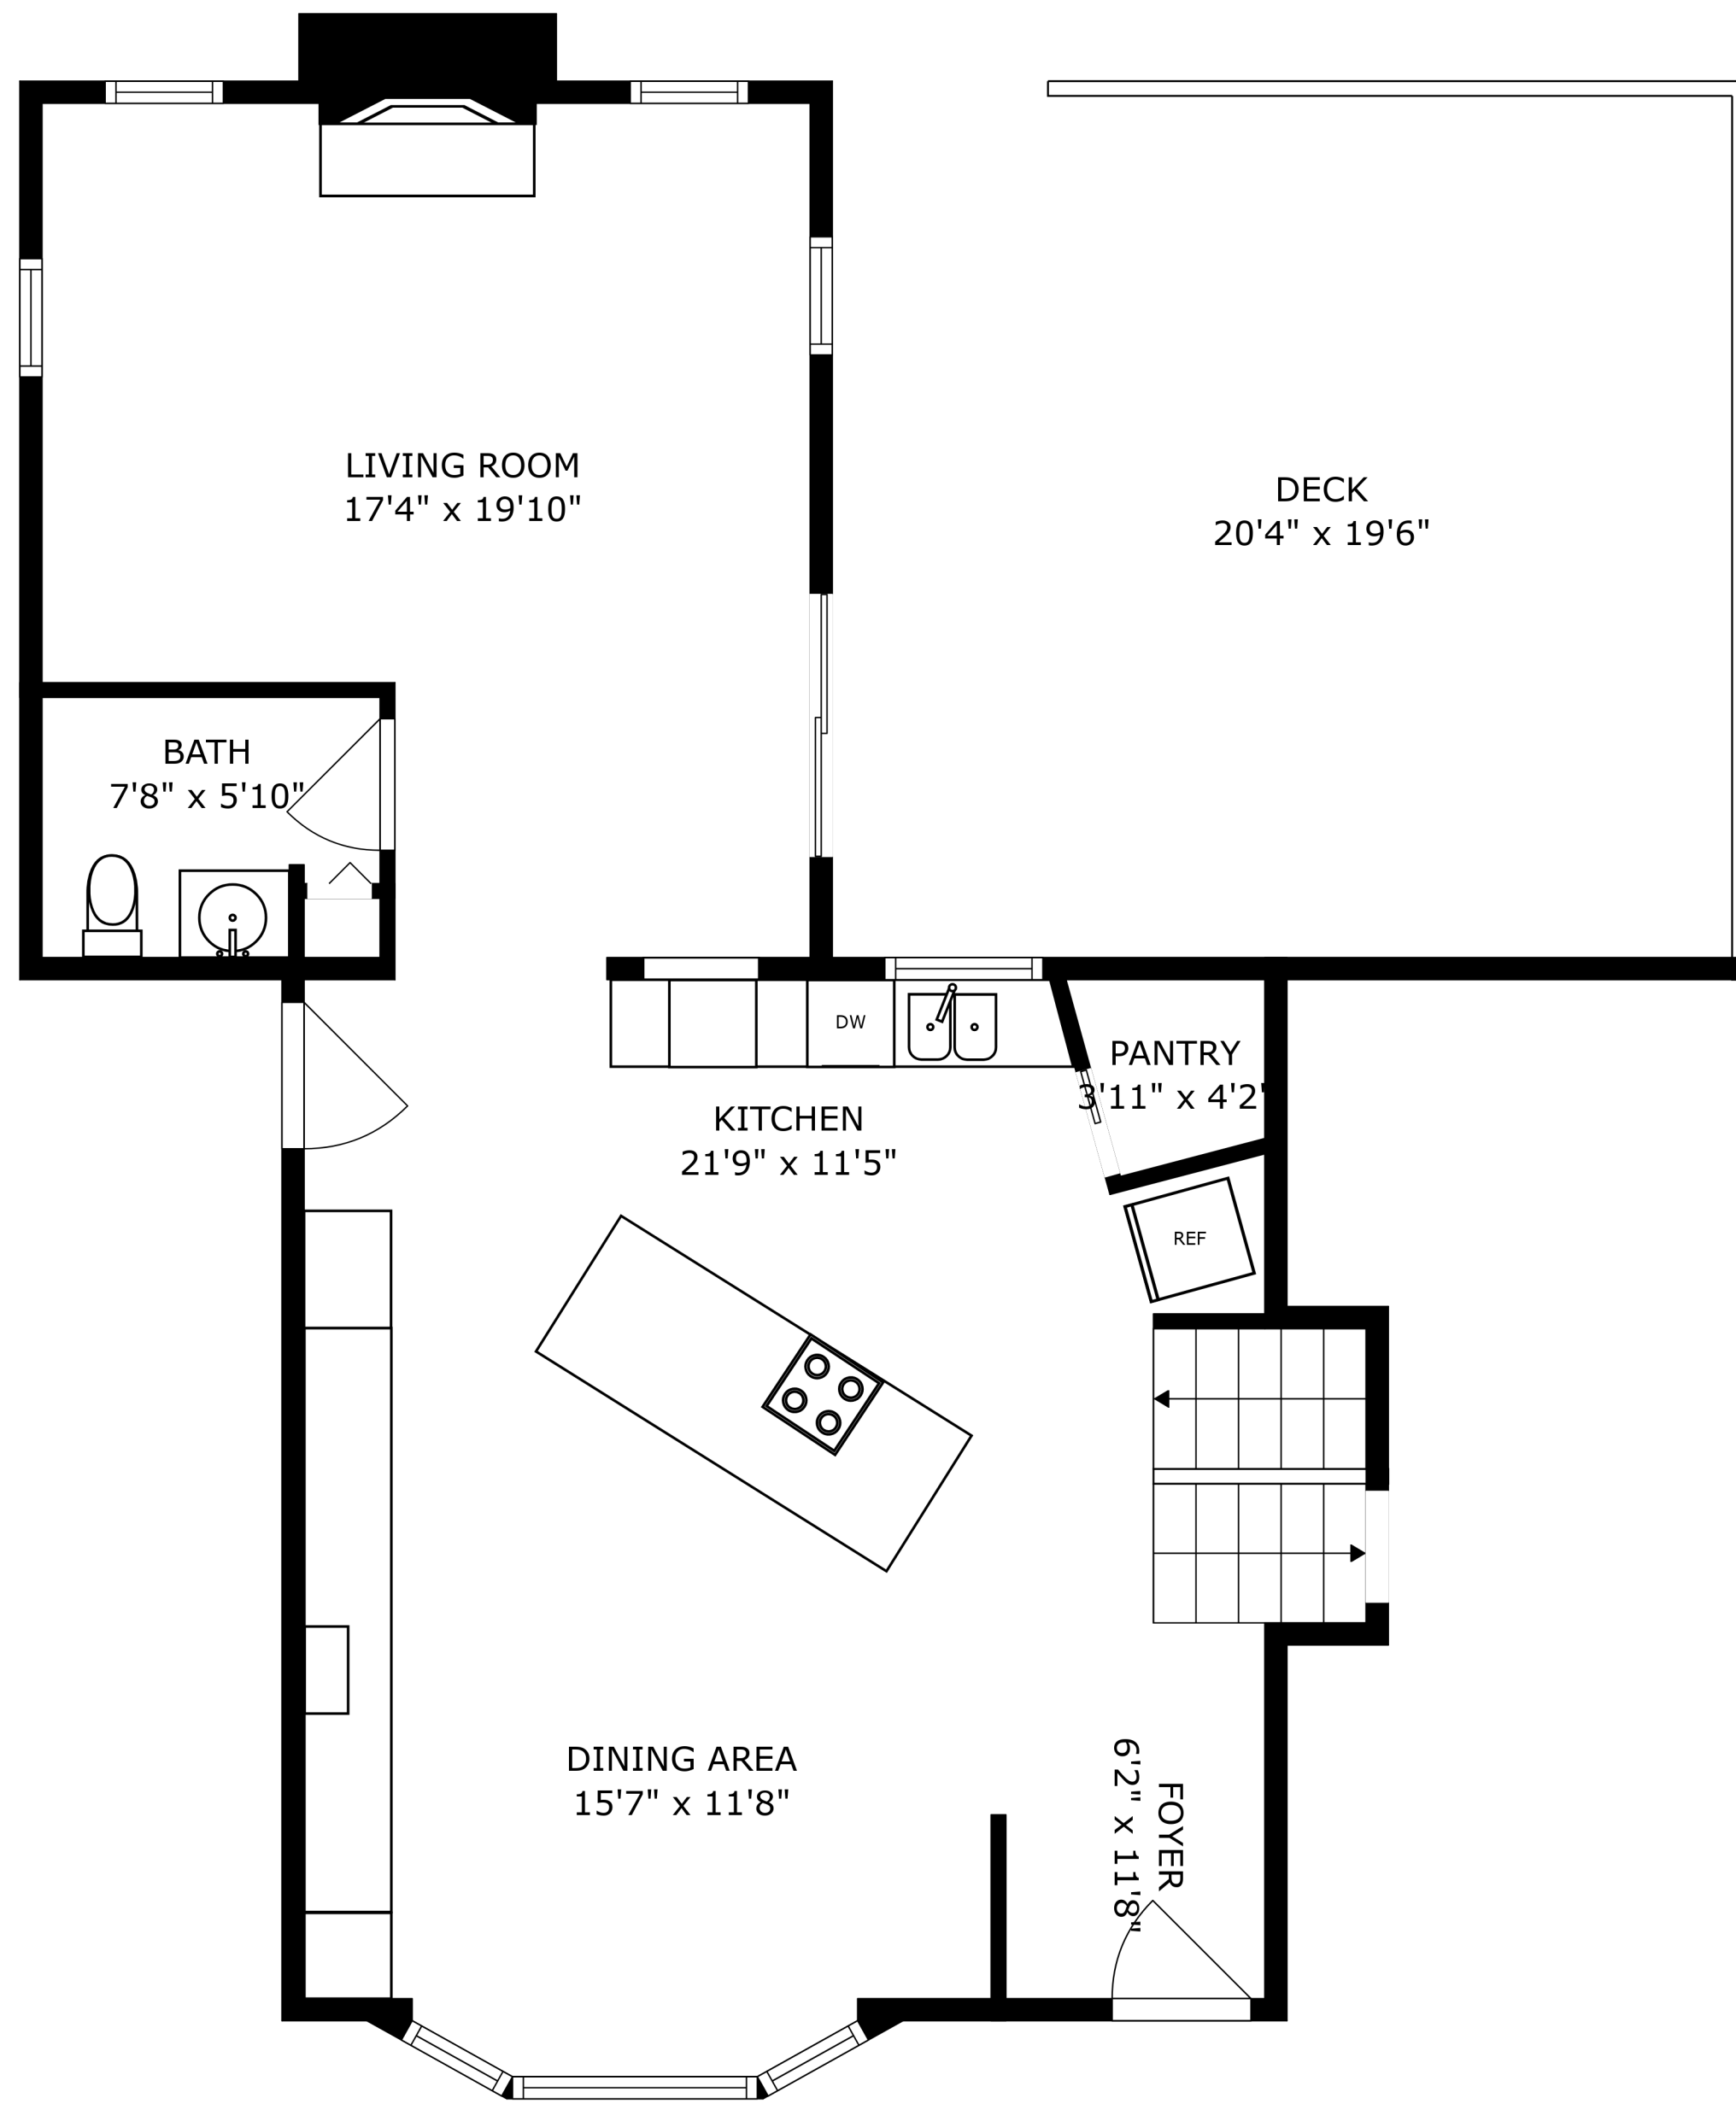 LIVING ROOM
17'4" x 19'10"
DECK
20'4" x 19'6"
BATH
7'8" x 5'10"
DW
PANTRY
3'11" x 4'2"
KITCHEN
21'9" x 11'5"
REF
DINING AREA
15'7" x 11'8"
FOYER
6'2" x 11'8"